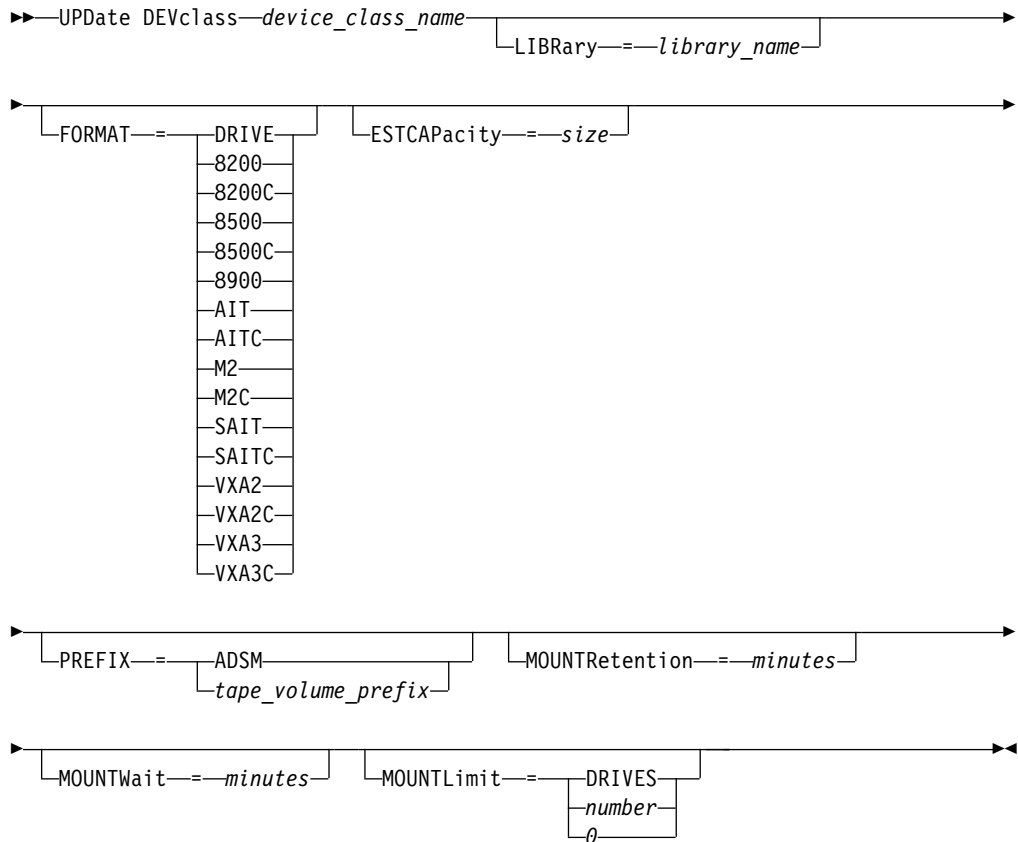 UPDate DEVclass device_class_name
LIBRary = library_name
FORMAT = DRIVE
8200
8200C
8500
8500C
8900
AIT
AITC
M2
M2C
SAIT
SAITC
VXA2
VXA2C
VXA3
VXA3C
ESTCAPacity = size
PREFIX = ADSM
tape_volume_prefix
MOUNTRetention = minutes
MOUNTWait = minutes
MOUNTLimit = DRIVES
number
0